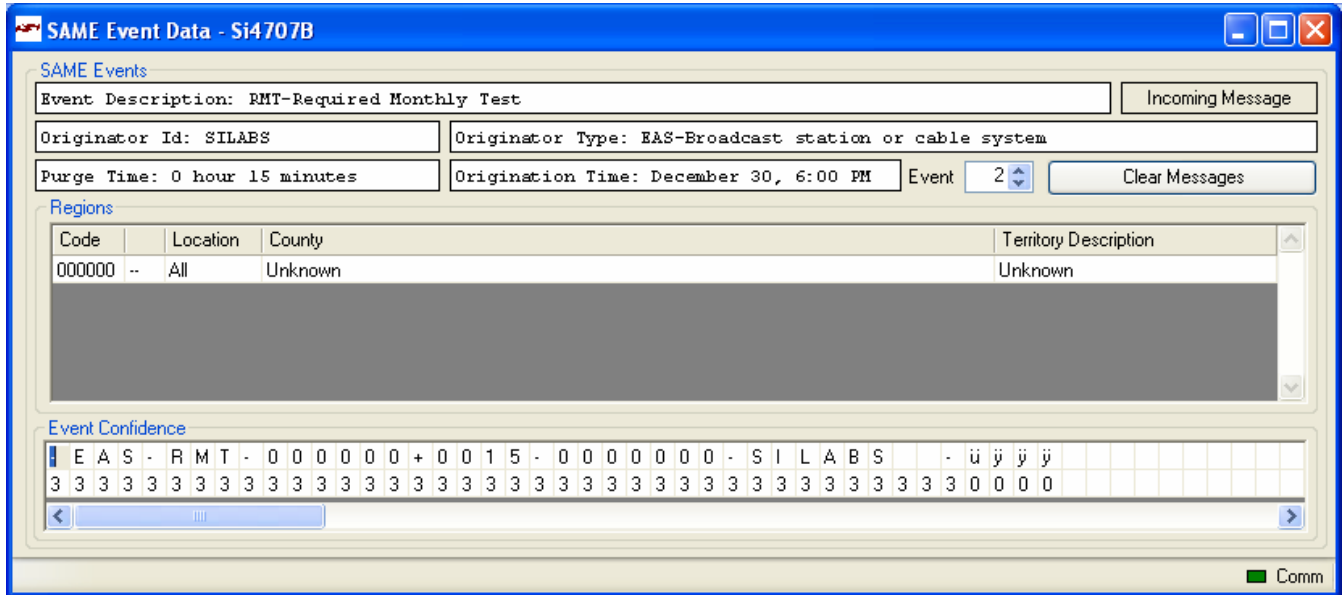 SAME Event Data - Si4707B
SAME Events
Event Description: RMT-Required Monthly Test
Incoming Message
Originator Id: SILABS
Originator Type: EAS-Broadcast station or cable system
Purge Time: 0 hour 15 minutes
Origination Time: December 30, 6:00 PM
Event 2
Clear Messages
Regions
Code Location County Territory Description
000000 -- All Unknown Unknown
Event Confidence
- E A S - R M T - 0 0 0 0 0 0 + 0 0 1 5 - 0 0 0 0 0 0 0 - S I L A B S - ü ÿ ÿ ÿ
3 3 3 3 3 3 3 3 3 3 3 3 3 3 3 3 3 3 3 3 3 3 3 3 3 3 3 3 3 3 3 3 3 3 3 3 3 3 0 0 0 0
Comm